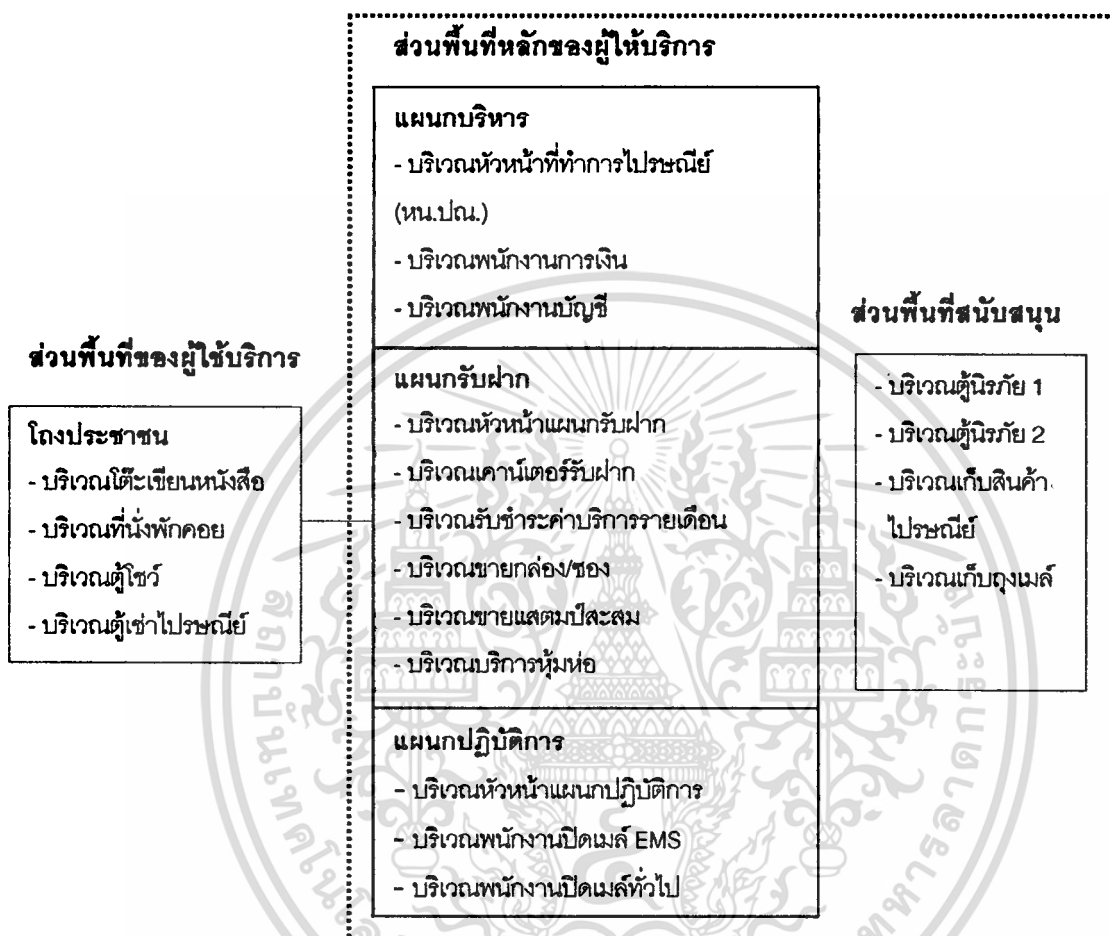 ส่วนพื้นที่หลักของผู้ให้บริการ
แผนกบริหาร
- บริเวณหัวหน้าที่ทำการไปรษณีย์
(หน.ปณ.)
- บริเวณพนักงานการเงิน
- บริเวณพนักงานบัญชี
ส่วนพื้นที่ของผู้ใช้บริการ
โถงประชาชน
- บริเวณโต๊ะเขียนหนังสือ
- บริเวณที่นั่งพักคอย
- บริเวณตู้โชว์
- บริเวณตู้เช่าไปรษณีย์
แผนกรับฝาก
- บริเวณหัวหน้าแผนกรับฝาก
- บริเวณเคาน์เตอร์รับฝาก
- บริเวณรับชำระค่าบริการรายเดือน
- บริเวณขายกล่อง/ซอง
- บริเวณขายแสตมป์สะสม
- บริเวณบริการหุ้มห่อ
แผนกปฏิบัติการ
- บริเวณหัวหน้าแผนกปฏิบัติการ
- บริเวณพนักงานปิดเมล์ EMS
- บริเวณพนักงานปิดเมล์ทั่วไป
ส่วนพื้นที่สนับสนุน
- บริเวณตู้นิรภัย 1
- บริเวณตู้นิรภัย 2
- บริเวณเก็บสินค้า
ไปรษณีย์
- บริเวณเก็บถุงเมล์